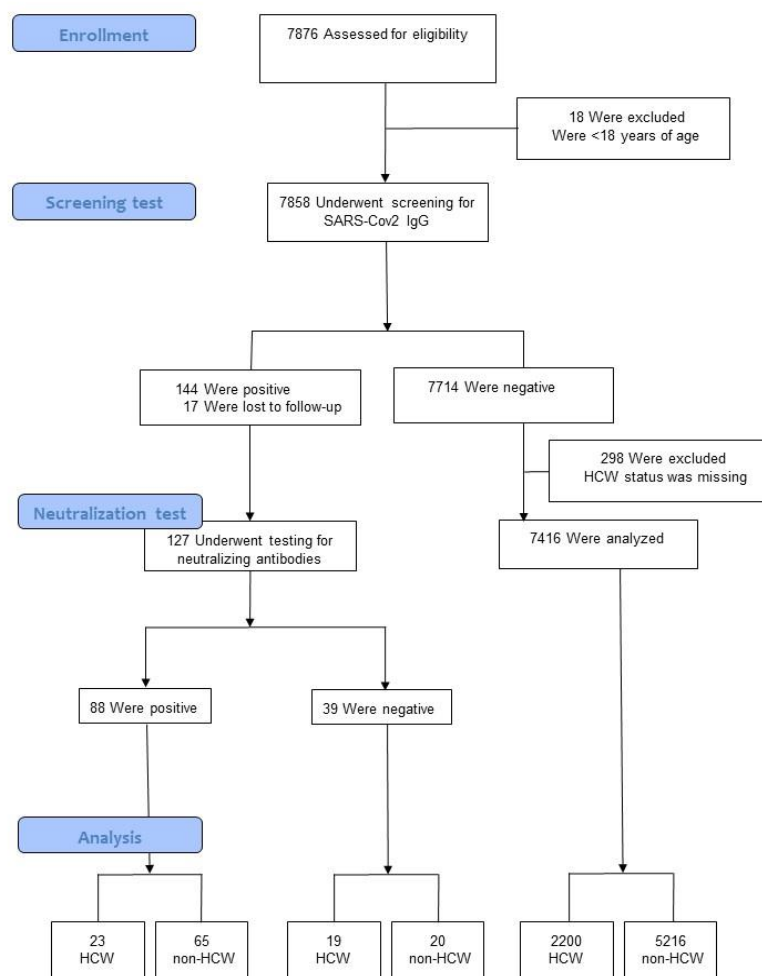 Enrollment
7876 Assessed for eligibility
18 Were excluded
Were <18 years of age
Screening test
7858 Underwent screening for
SARS-Cov2 IgG
144 Were positive
17 Were lost to follow-up
7714 Were negative
298 Were excluded
HCW status was missing
Neutralization test
127 Underwent testing for
neutralizing antibodies
7416 Were analyzed
88 Were positive
39 Were negative
Analysis
23
HCW
65
non-HCW
19
HCW
20
non-HCW
2200
HCW
5216
non-HCW